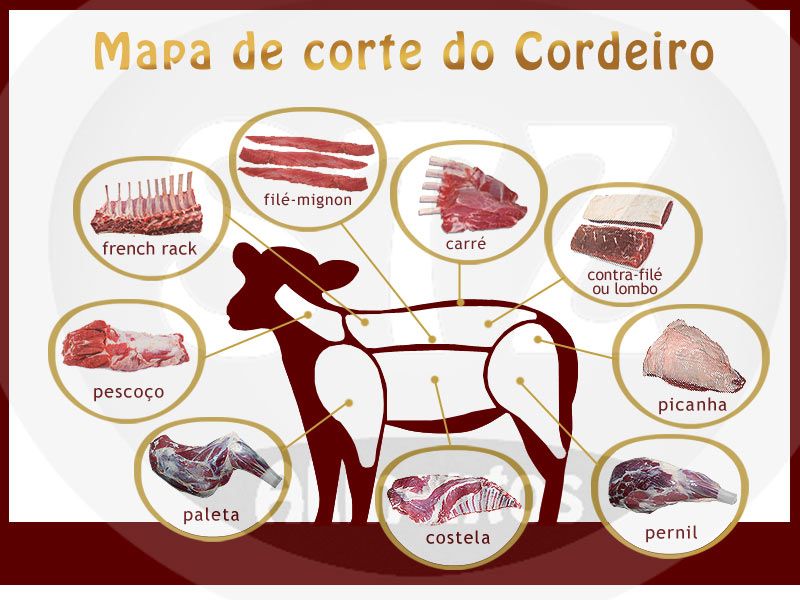 Mapa de corte do Cordeiro
filé-mignon
french rack
carré
contra-filé
ou lombo
pescoço
picanha
paleta
costela
pernil